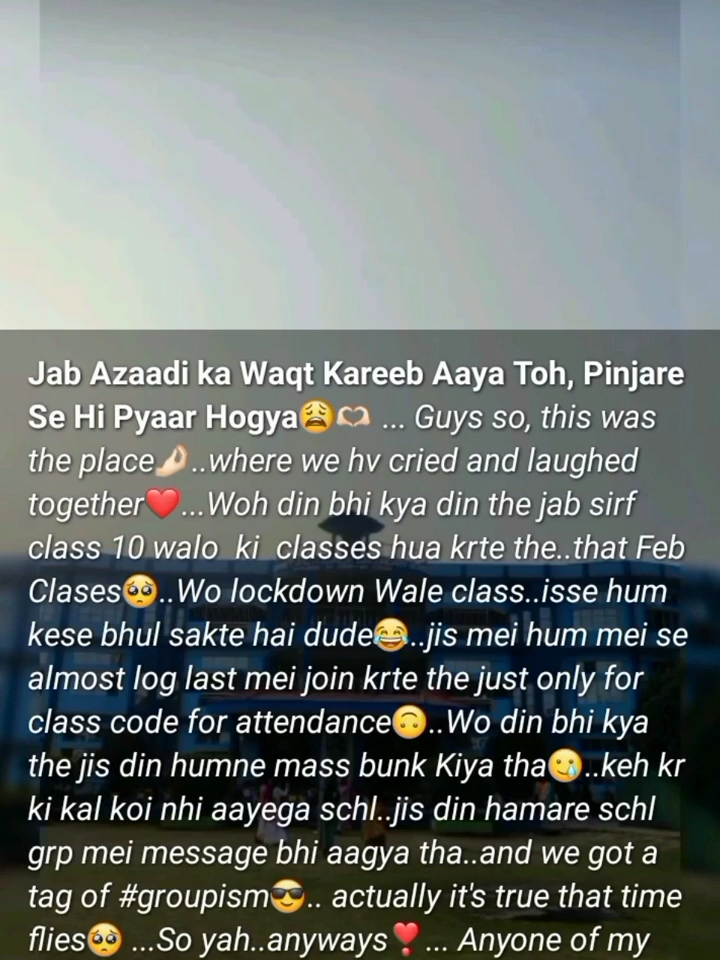 Jab Azaadi ka Waqt Kareeb Aaya Toh, Pinjare
Se Hi Pyaar Hogya😩🫶🏻 ... Guys so, this was
the place🤌🏻..where we hv cried and laughed
together❤️...Woh din bhi kya din the jab sirf
class 10 walo ki classes hua krte the..that Feb
Clases🥺..Wo lockdown Wale class..isse hum
kese bhul sakte hai dude😂..jis mei hum mei se
almost log last mei join krte the just only for
class code for attendance🙃..Wo din bhi kya
the jis din humne mass bunk Kiya tha🥲..keh kr
ki kal koi nhi aayega schl..jis din hamare schl
grp mei message bhi aagya tha..and we got a
tag of #groupism😎.. actually it's true that time
flies🥺 ...So yah..anyways❣️... Anyone of my